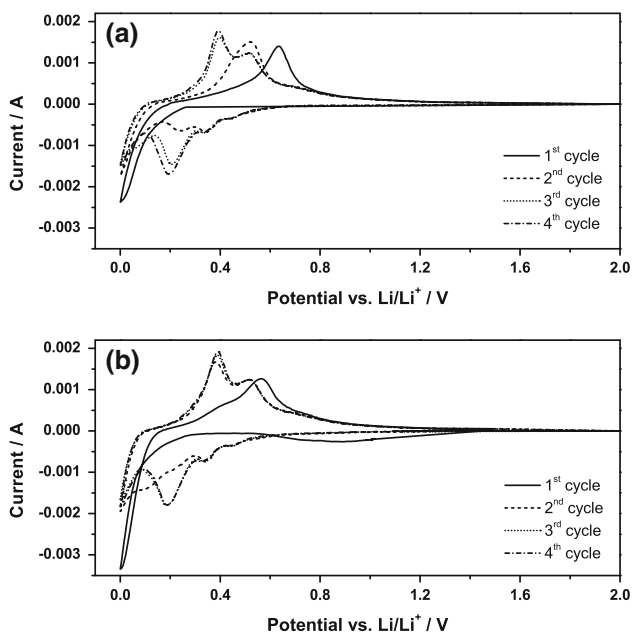 (a)
0.002
0.001
0.000
-0.001
-0.002
-0.003
Current / A
1st cycle
2nd cycle
3rd cycle
4th cycle
0.0 0.4 0.8 1.2 1.6 2.0
Potential vs. Li/Li+ / V
(b)
0.002
0.001
0.000
-0.001
-0.002
-0.003
Current / A
1st cycle
2nd cycle
3rd cycle
4th cycle
0.0 0.4 0.8 1.2 1.6 2.0
Potential vs. Li/Li+ / V